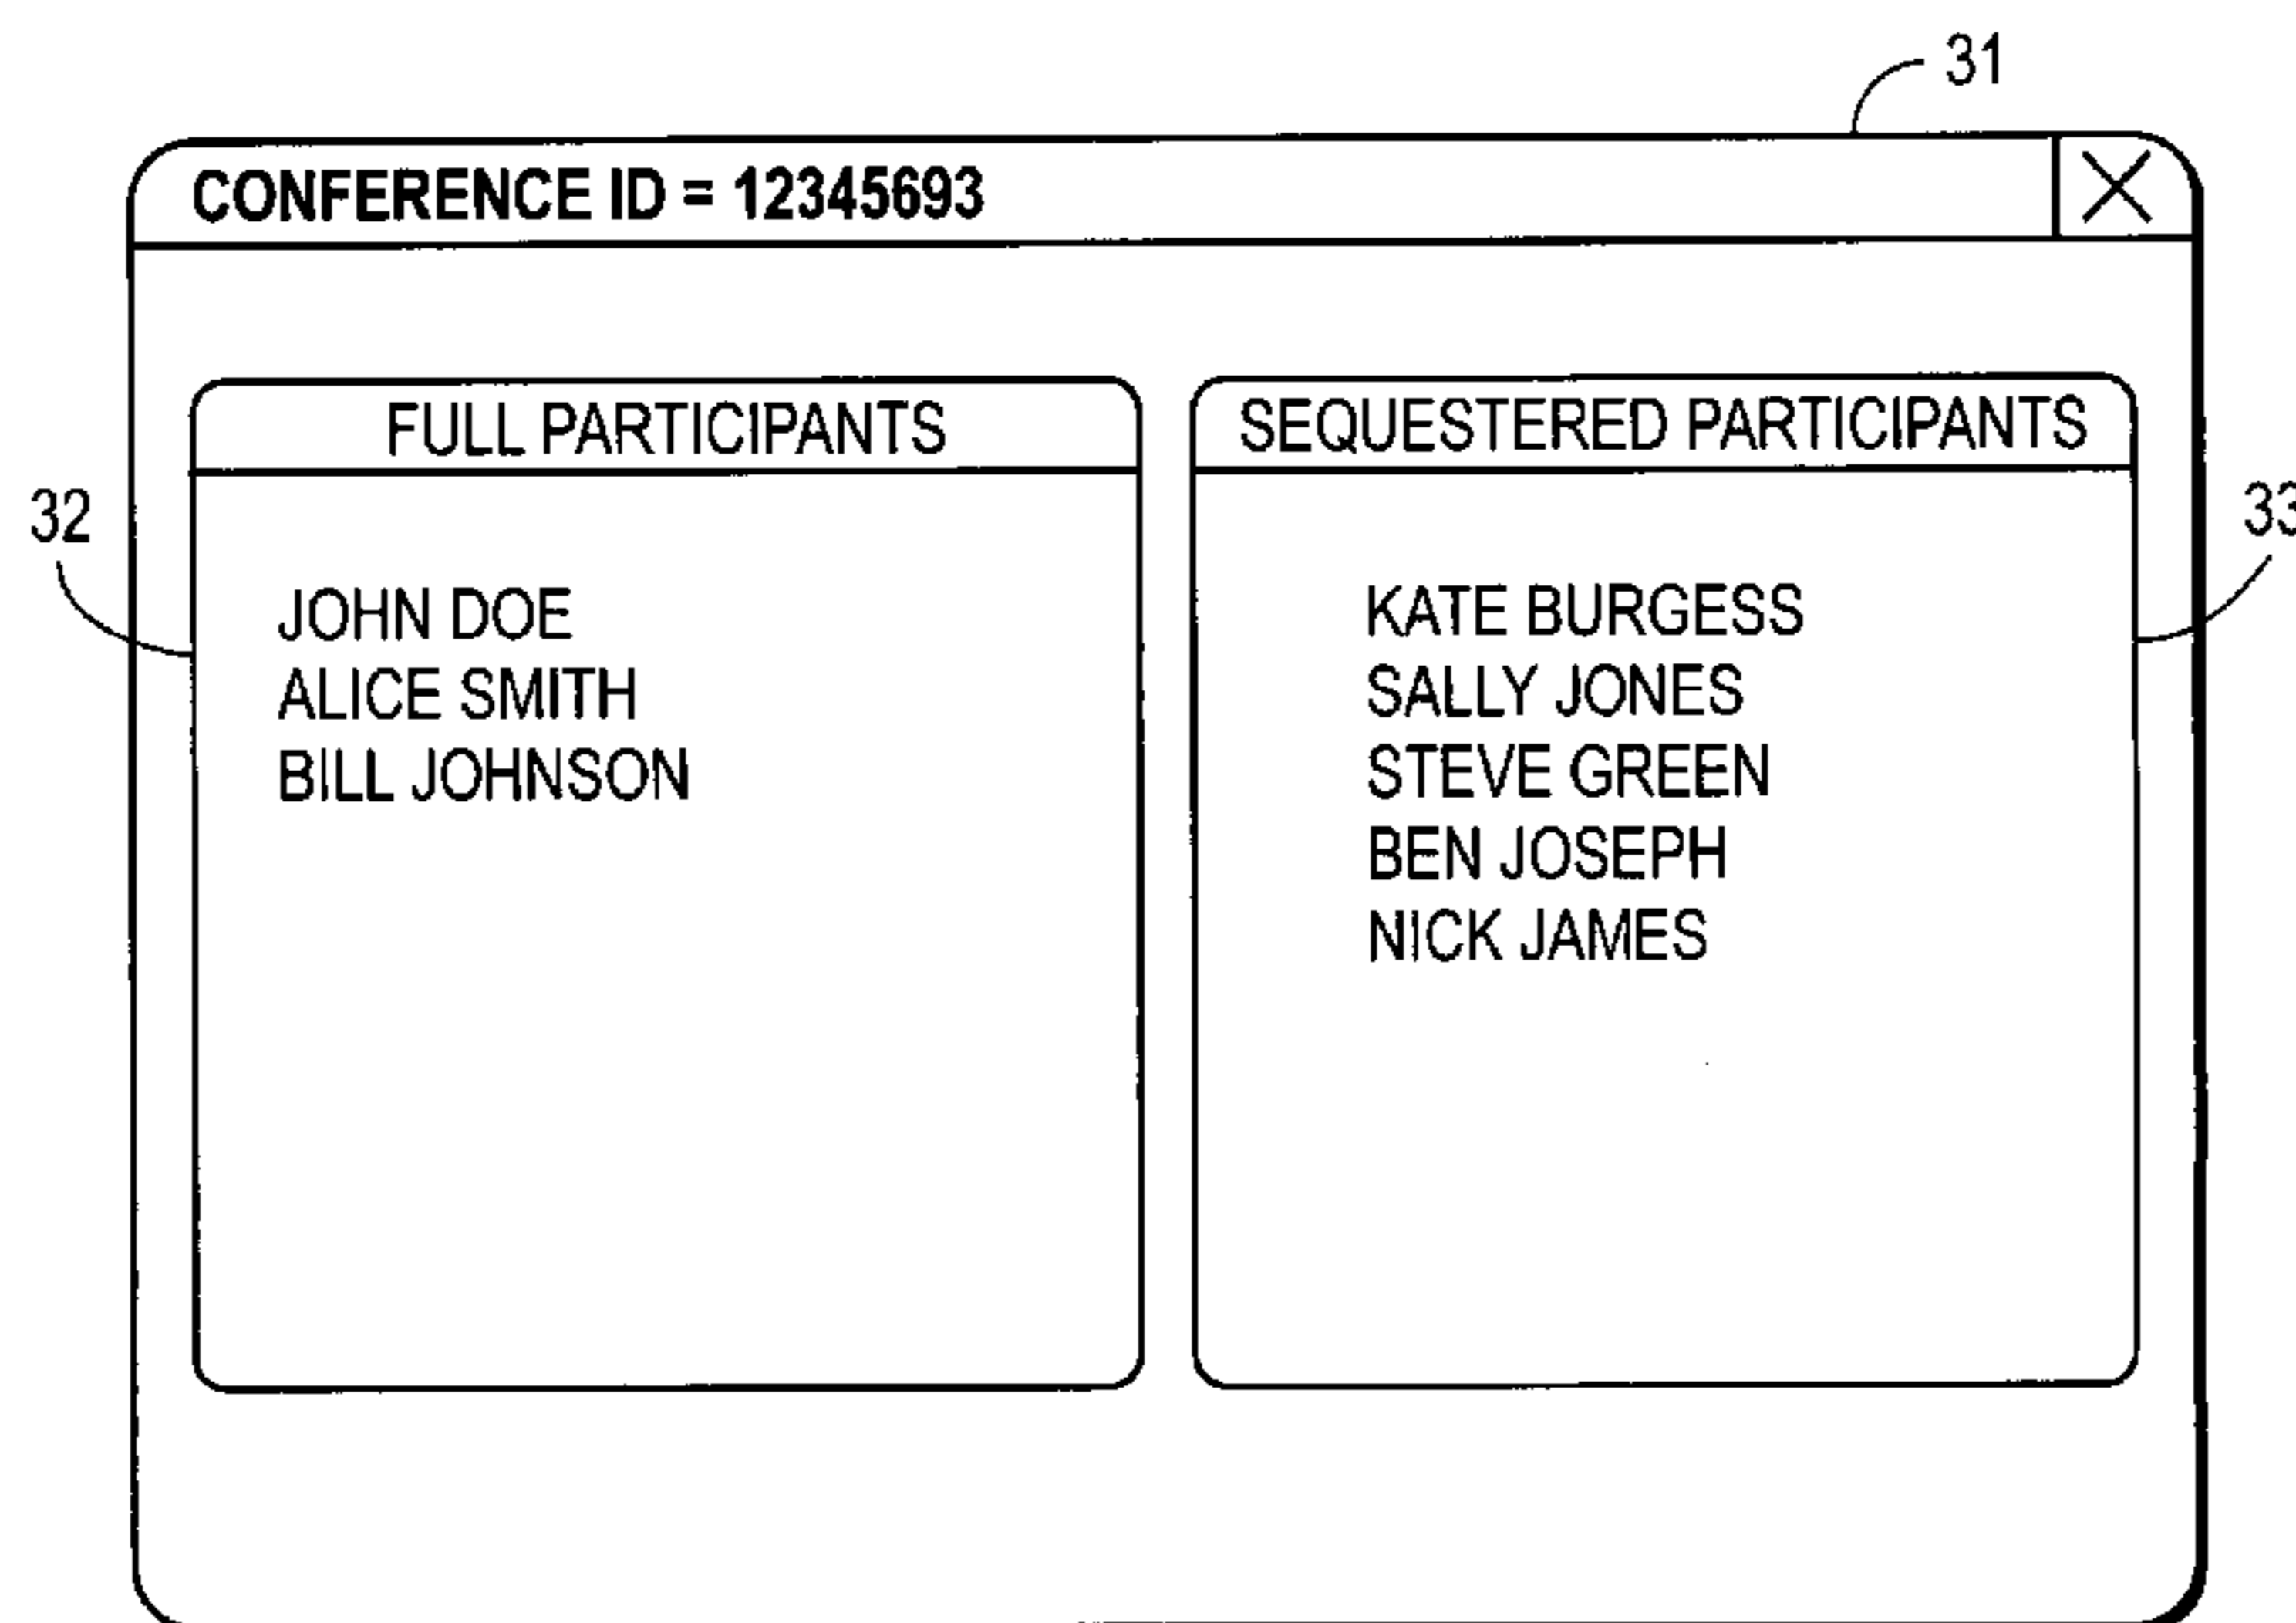 31
CONFERENCE ID = 12345693
FULL PARTICIPANTS
32
JOHN DOE
ALICE SMITH
BILL JOHNSON
SEQUESTERED PARTICIPANTS
33
KATE BURGESS
SALLY JONES
STEVE GREEN
BEN JOSEPH
NICK JAMES